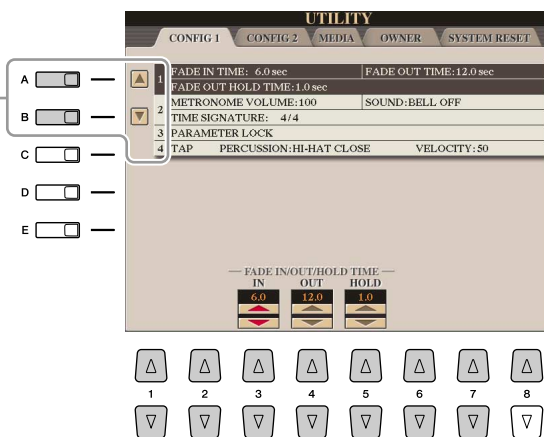 UTILITY
CONFIG 1 CONFIG 2 MEDIA OWNER SYSTEM RESET
A
B
C
D
E
1 FADE IN TIME: 6.0 sec FADE OUT TIME:12.0 sec
FADE OUT HOLD TIME:1.0 sec
2 METRONOME VOLUME:100 SOUND:BELL OFF
TIME SIGNATURE: 4/4
3 PARAMETER LOCK
4 TAP PERCUSSION:HI-HAT CLOSE VELOCITY:50
FADE IN/OUT/HOLD TIME
IN OUT HOLD
6.0 12.0 1.0
1 2 3 4 5 6 7 8